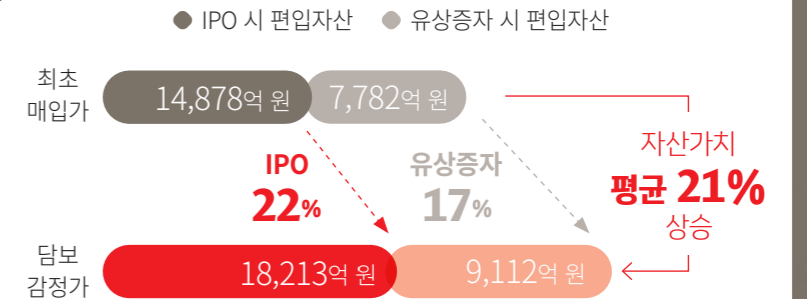 IPO 시 편입자산 유상증자 시 편입자산
최초
매입가
14,878억 원 7,782억 원
IPO
22%
유상증자
17%
자산가치
평균 21%
상승
담보
감정가
18,213억 원 9,112억 원